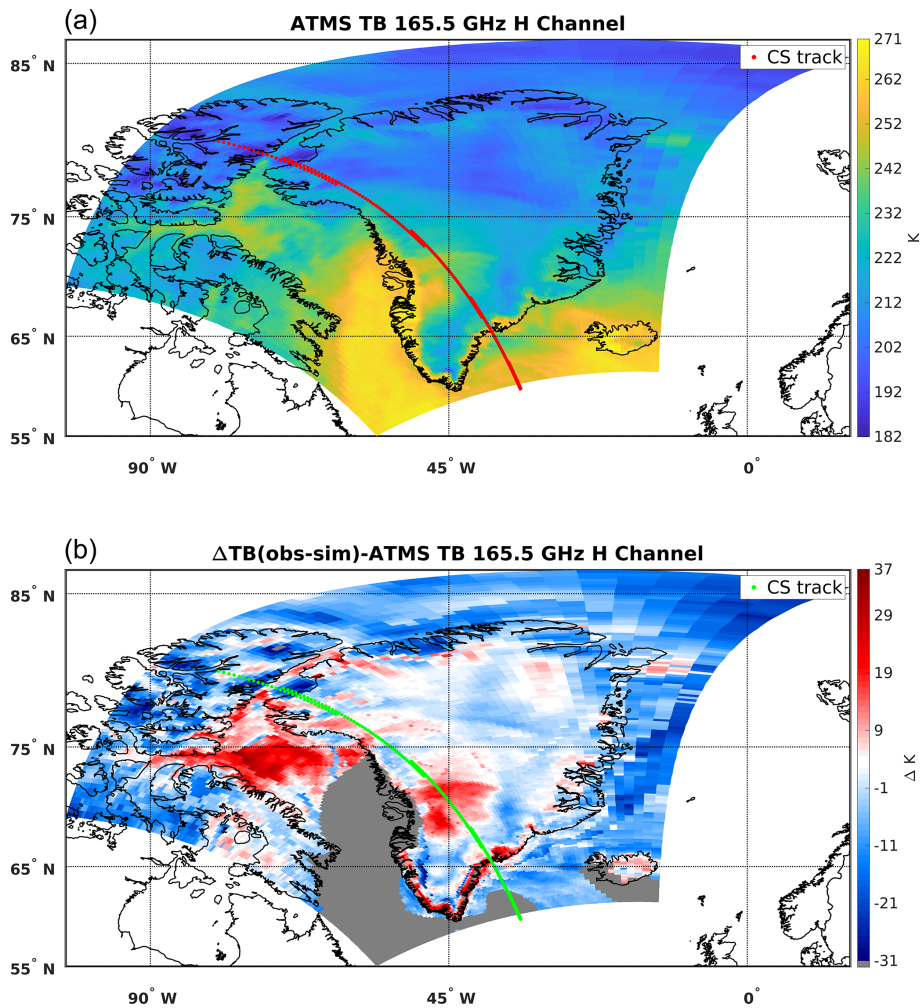 (a)
ATMS TB 165.5 GHz H Channel
CS track
85° N
75° N
65° N
55° N
90° W
45° W
0°
271
262
252
242
232
222
212
202
192
182
K
(b)
ΔTB(obs-sim)-ATMS TB 165.5 GHz H Channel
CS track
85° N
75° N
65° N
55° N
90° W
45° W
0°
37
29
19
9
-1
-11
-21
-31
Δ K